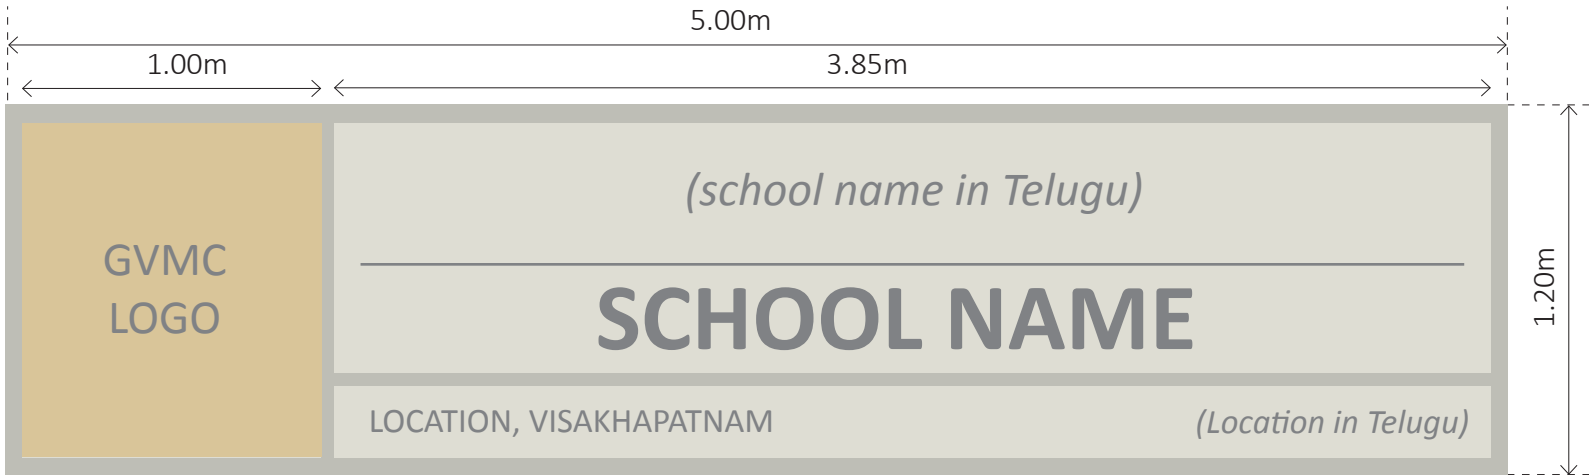 5.00m
1.00m
3.85m
(school name in Telugu)
GVMC
LOGO
SCHOOL NAME
1.20m
LOCATION, VISAKHAPATNAM
(Location in Telugu)